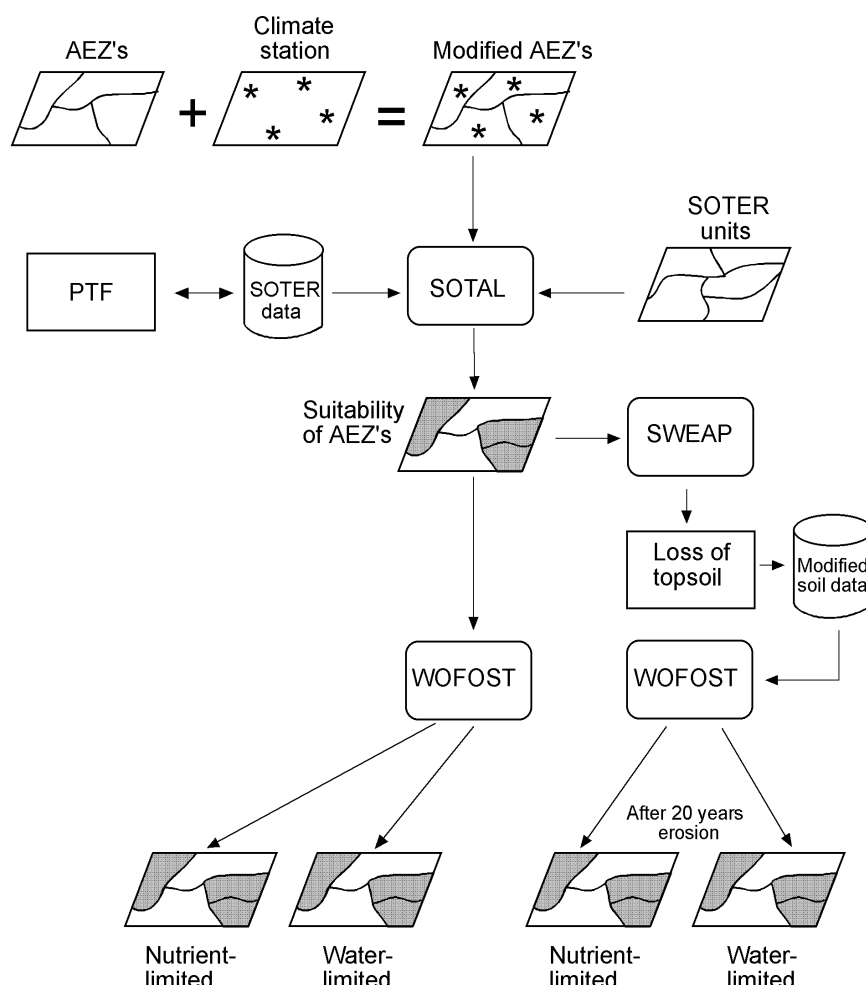 AEZ's
Climate
station
Modified AEZ's
+
=
SOTER
units
PTF
SOTER
data
SOTAL
Suitability
of AEZ's
SWEAP
Loss of
topsoil
Modified
soil data
WOFOST
WOFOST
After 20 years
erosion
Nutrient-
limited
Water-
limited
Nutrient-
limited
Water-
limited